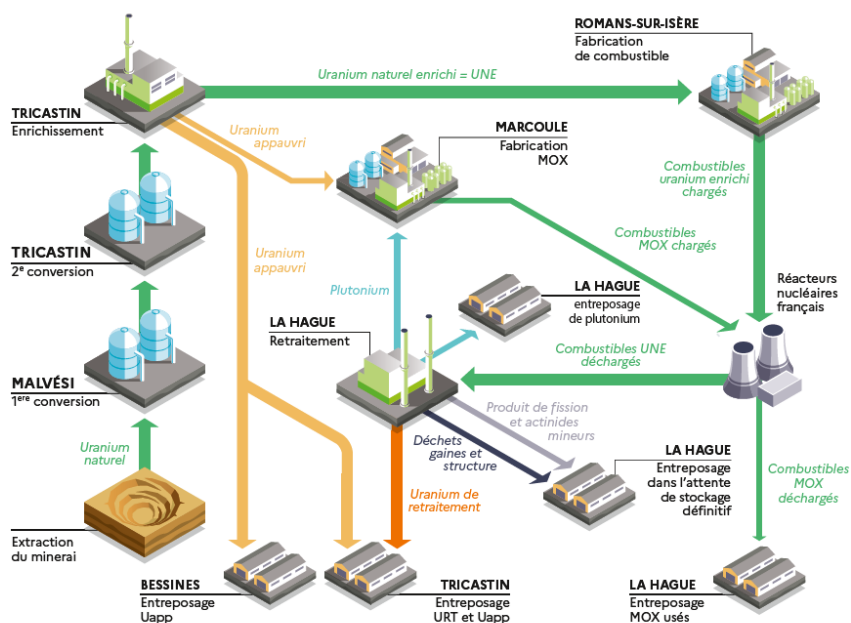 ROMANS-SUR-ISÈRE
Fabrication
de combustible
Uranium naturel enrichi = UNE
TRICASTIN
Enrichissement
Uranium
appauvri
MARCOULE
Fabrication
MOX
Combustibles
uranium enrichi
chargés
Combustibles
MOX chargés
TRICASTIN
2e conversion
Uranium
appauvri
Plutonium
LA HAGUE
entreposage
de plutonium
Réacteurs
nucléaires
français
LA HAGUE
Retraitement
Combustibles UNE
déchargés
MALVÉSI
1ere conversion
Produit de fission
et actinides
mineurs
Déchets
gaines et
structure
Uranium
naturel
LA HAGUE
Entreposage
dans l'attente
de stockage
définitif
Combustibles
MOX
déchargés
Uranium de
retraitement
Extraction
du minerai
BESSINES
Entreposage
Uapp
TRICASTIN
Entreposage
URT et Uapp
LA HAGUE
Entreposage
MOX usés